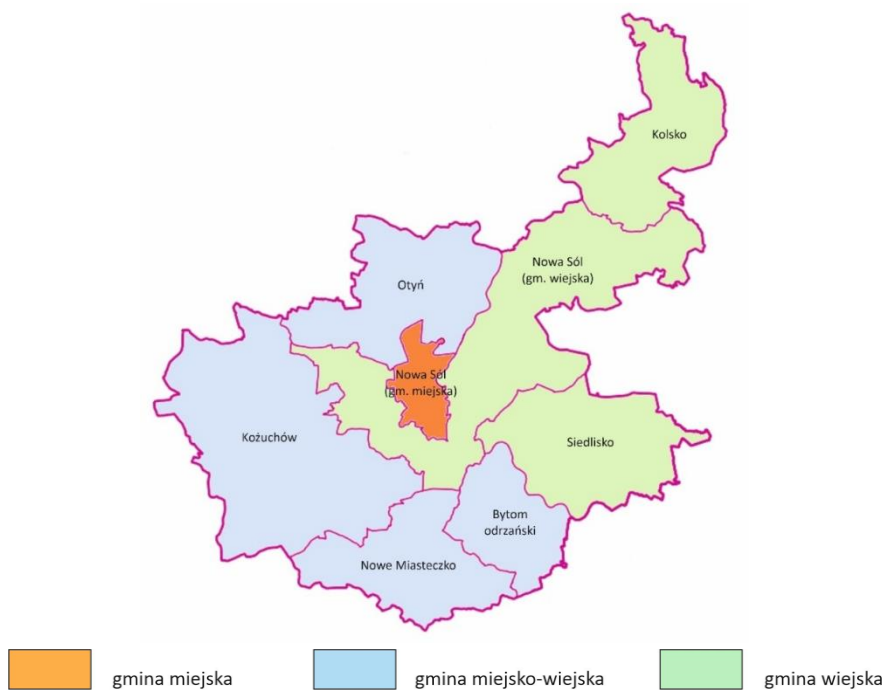 Kolsko
Nowa Sól
(gm. wiejska)
Otyń
Nowa Sól
(gm. miejska)
Kożuchów
Siedlisko
Bytom
odrzański
Nowe Miasteczko
gmina miejska
gmina miejsko-wiejska
gmina wiejska